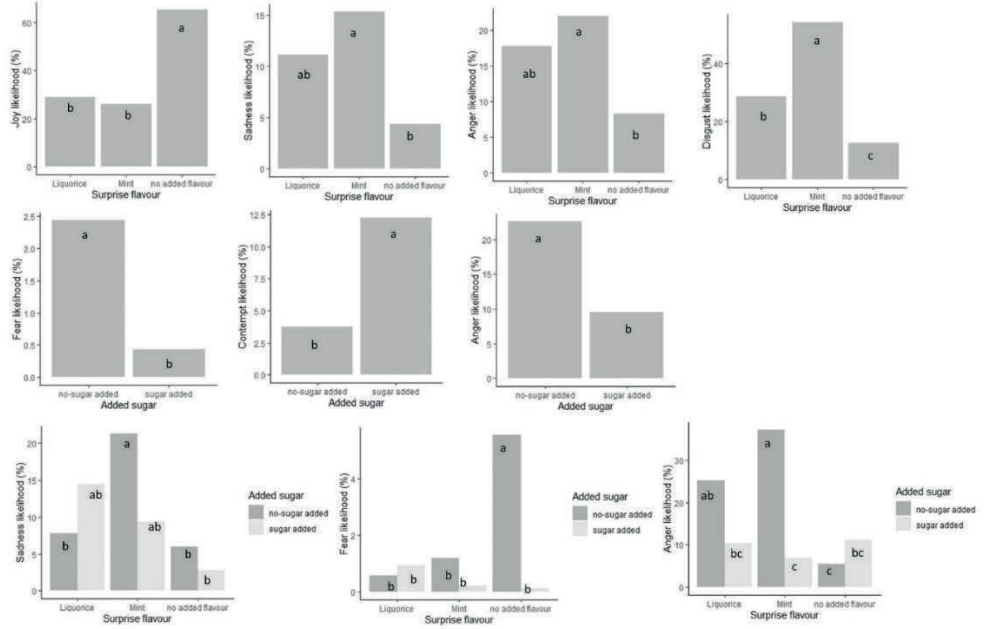 Joy likelihood (%)
60
40
20
0
a
b
b
Liquorice Mint no added flavour
Surprise flavour
Sadness likelihood (%)
15
10
5
0
ab
a
b
Liquorice Mint no added flavour
Surprise flavour
Anger likelihood (%)
20
15
10
5
0
ab
a
b
Liquorice Mint no added flavour
Surprise flavour
Disgust likelihood (%)
40
20
0
b
a
c
Liquorice Mint no added flavour
Surprise flavour
Fear likelihood (%)
2.5
2.0
1.5
1.0
0.5
0.0
a
b
no-sugar added sugar added
Added sugar
Contempt likelihood (%)
12.5
10.0
7.5
5.0
2.5
0.0
b
a
no-sugar added sugar added
Added sugar
Anger likelihood (%)
20
15
10
5
0
a
b
no-sugar added sugar added
Added sugar
Sadness likelihood (%)
20
15
10
5
0
b
ab
a
ab
b
b
Liquorice Mint no added flavour
Surprise flavour
Added sugar
no-sugar added
sugar added
Fear likelihood (%)
4
2
0
b
b
b
b
a
b
Liquorice Mint no added flavour
Surprise flavour
Added sugar
no-sugar added
sugar added
Anger likelihood (%)
30
20
10
0
ab
bc
a
c
c
bc
Liquorice Mint no added flavour
Surprise flavour
Added sugar
no-sugar added
sugar added